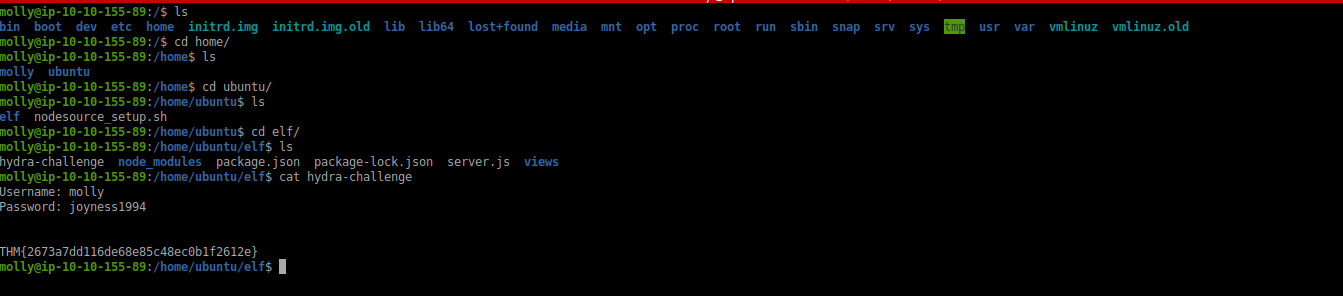 molly@ip-10-10-155-89:/$ ls
bin boot dev etc home initrd.img initrd.img.old lib lib64 lost+found media mnt opt proc root run sbin snap srv sys tmp usr var vmlinuz vmlinuz.old
molly@ip-10-10-155-89:/$ cd home/
molly@ip-10-10-155-89:/home$ ls
molly ubuntu
molly@ip-10-10-155-89:/home$ cd ubuntu/
molly@ip-10-10-155-89:/home/ubuntu$ ls
elf nodesource_setup.sh
molly@ip-10-10-155-89:/home/ubuntu$ cd elf/
molly@ip-10-10-155-89:/home/ubuntu/elf$ ls
hydra-challenge node_modules package.json package-lock.json server.js views
molly@ip-10-10-155-89:/home/ubuntu/elf$ cat hydra-challenge
Username: molly
Password: joyness1994
THM{2673a7dd116de68e85c48ec0b1f2612e}
molly@ip-10-10-155-89:/home/ubuntu/elf$